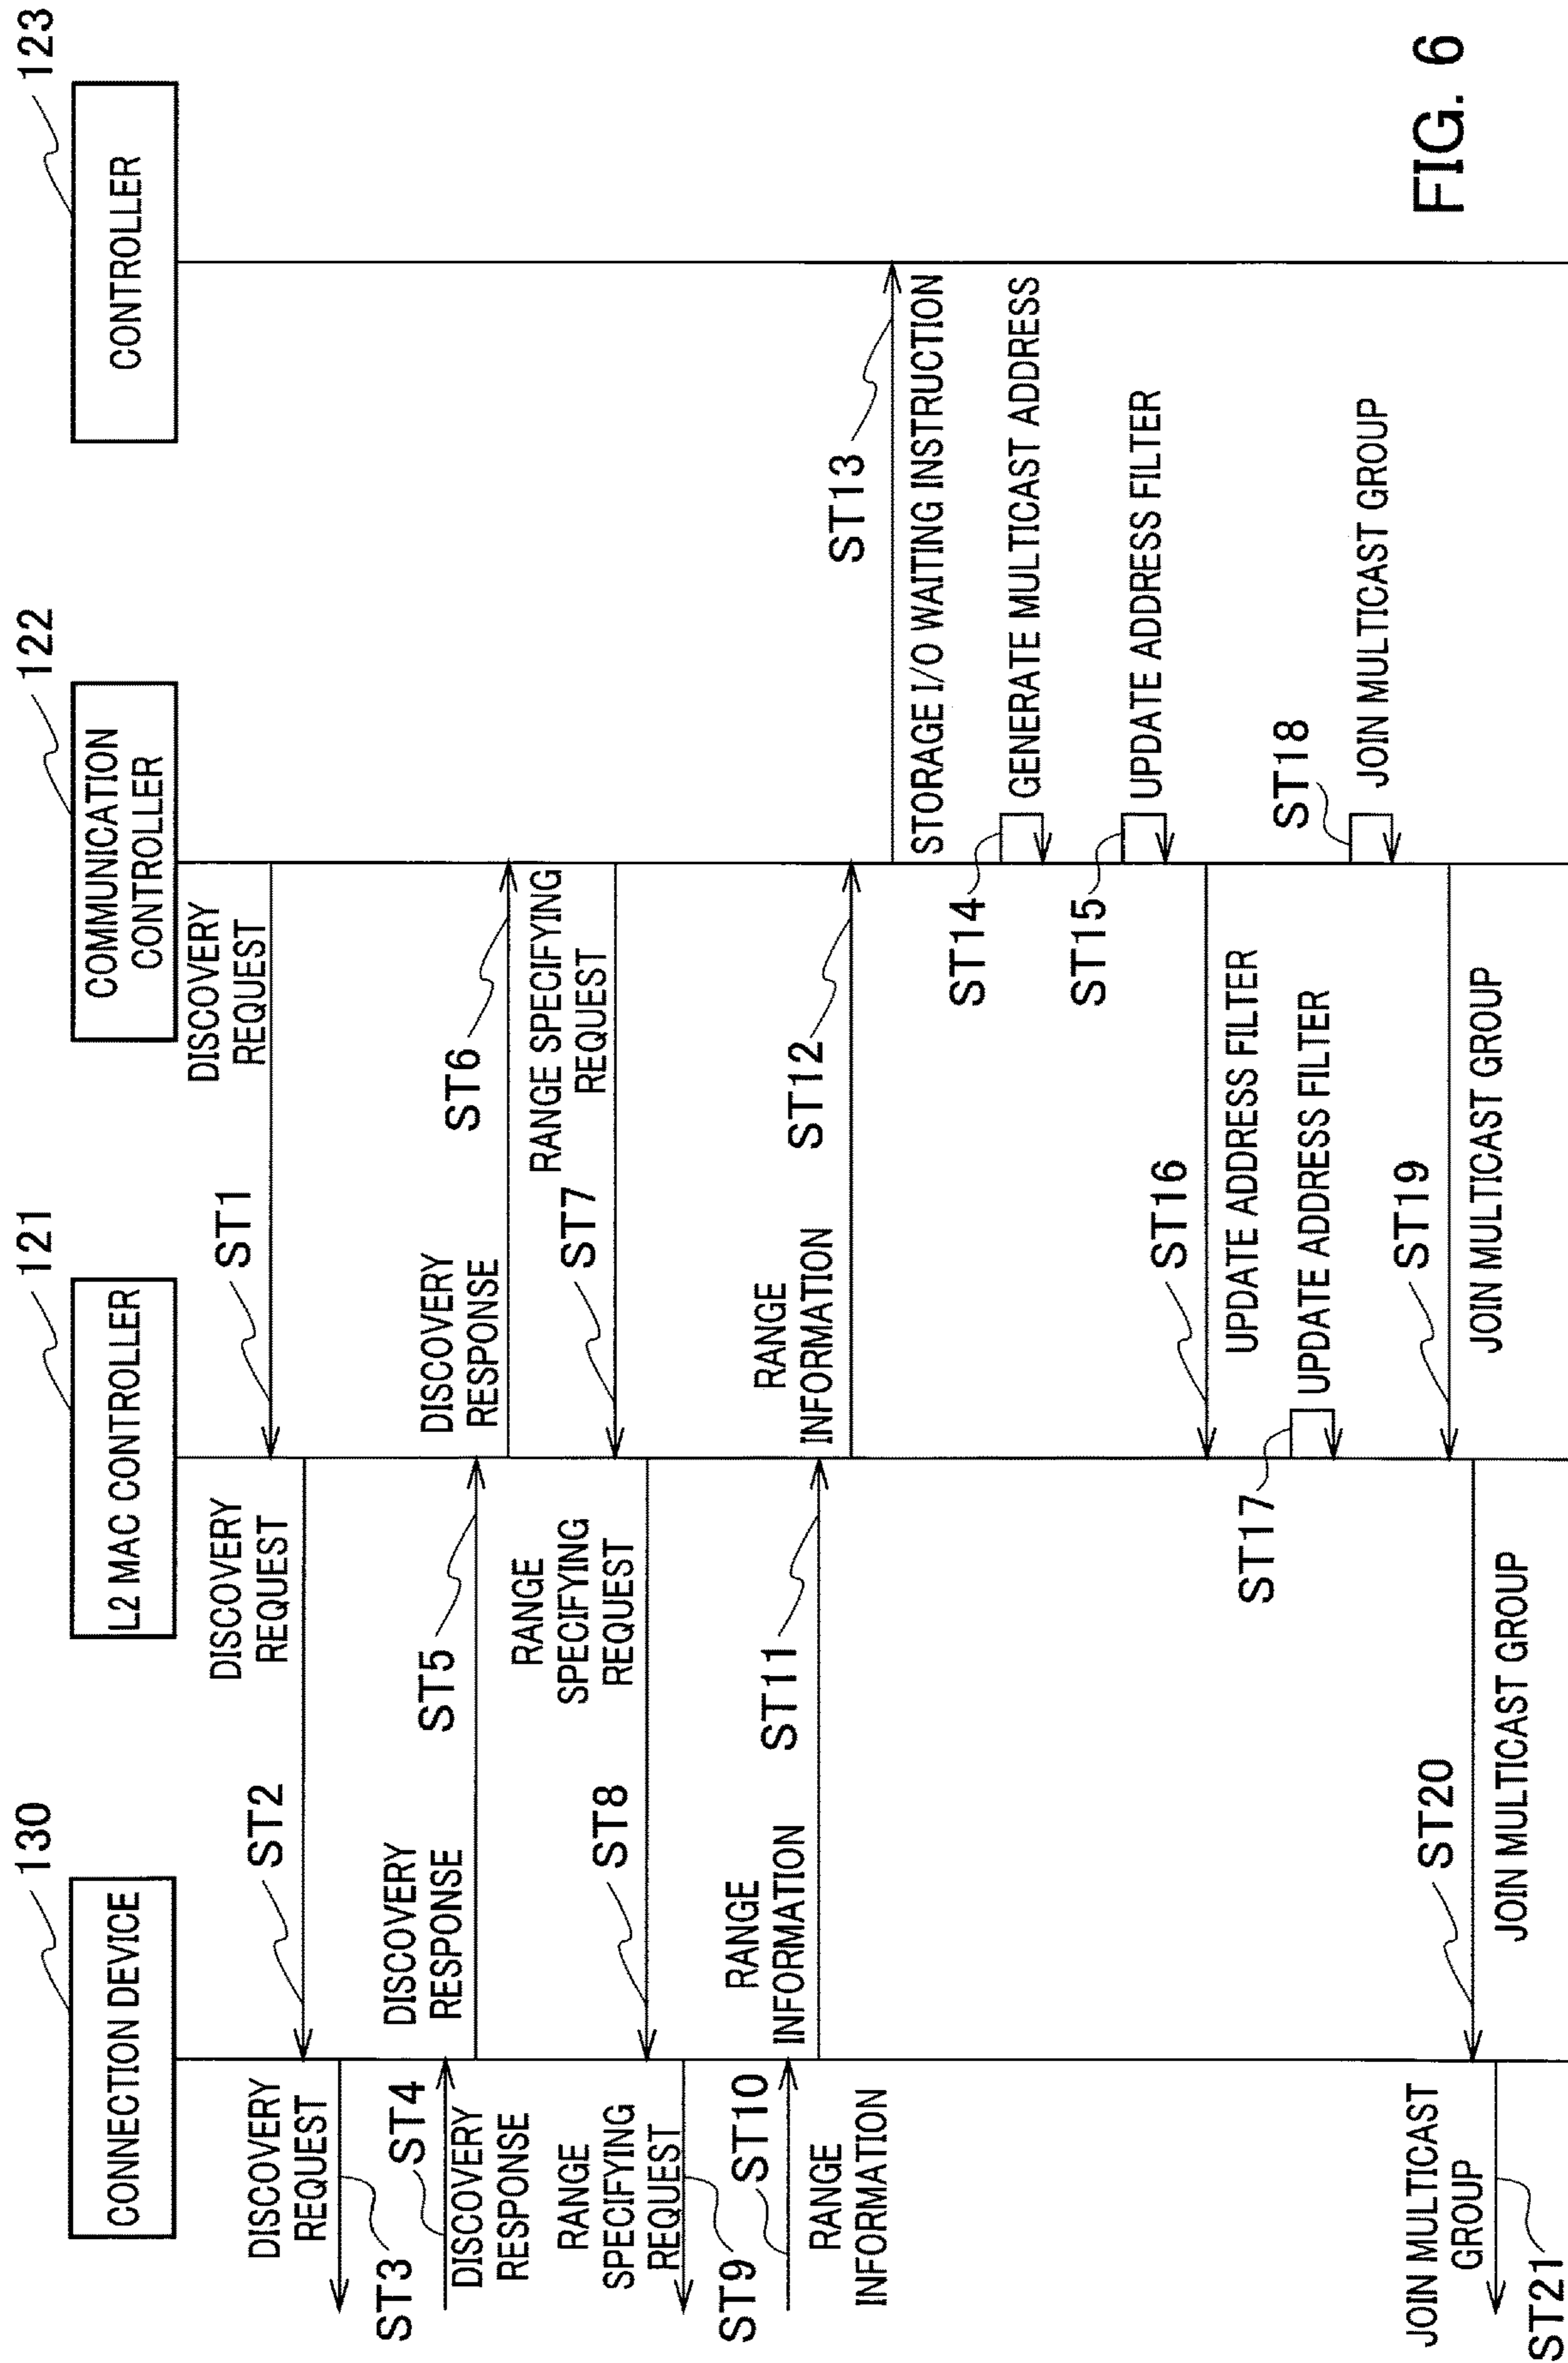 130
121
122
123
CONNECTION DEVICE
L2 MAC CONTROLLER
COMMUNICATION
CONTROLLER
CONTROLLER
ST1
DISCOVERY
REQUEST
ST2
DISCOVERY
REQUEST
DISCOVERY
REQUEST
ST3
ST4
DISCOVERY
RESPONSE
DISCOVERY
RESPONSE
ST5
DISCOVERY
RESPONSE
ST6
RANGE SPECIFYING
REQUEST
ST7
RANGE
SPECIFYING
REQUEST
ST8
RANGE
SPECIFYING
REQUEST
ST9
ST10
RANGE
INFORMATION
RANGE
INFORMATION
ST11
RANGE
INFORMATION
ST12
ST13
STORAGE I/O WAITING INSTRUCTION
ST14
GENERATE MULTICAST ADDRESS
ST15
UPDATE ADDRESS FILTER
ST16
UPDATE ADDRESS FILTER
ST17
UPDATE ADDRESS FILTER
ST18
JOIN MULTICAST GROUP
ST19
JOIN MULTICAST GROUP
ST20
JOIN MULTICAST GROUP
JOIN MULTICAST
GROUP
ST21
FIG. 6